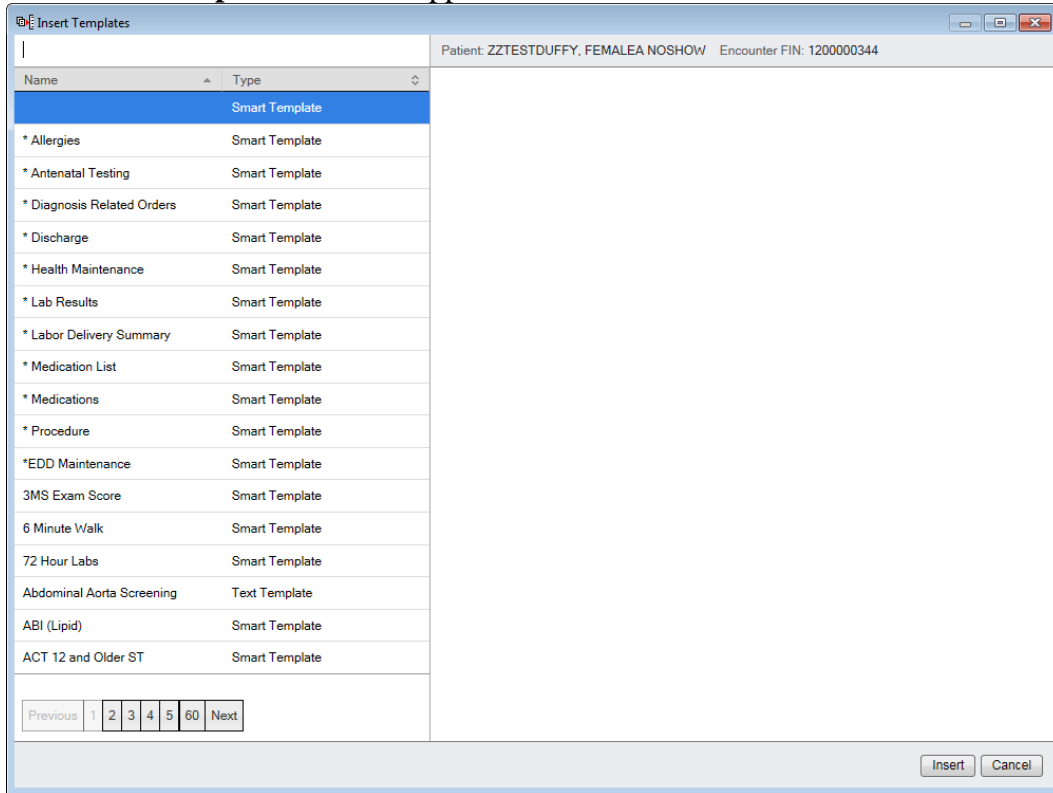 Insert Templates
Patient: ZZTESTDUFFY, FEMALEA NOSHOW Encounter FIN: 1200000344
Name Type
Smart Template
* Allergies Smart Template
* Antenatal Testing Smart Template
* Diagnosis Related Orders Smart Template
* Discharge Smart Template
* Health Maintenance Smart Template
* Lab Results Smart Template
* Labor Delivery Summary Smart Template
* Medication List Smart Template
* Medications Smart Template
* Procedure Smart Template
*EDD Maintenance Smart Template
3MS Exam Score Smart Template
6 Minute Walk Smart Template
72 Hour Labs Smart Template
Abdominal Aorta Screening Text Template
ABI (Lipid) Smart Template
ACT 12 and Older ST Smart Template
Previous 1 2 3 4 5 60 Next
Insert Cancel